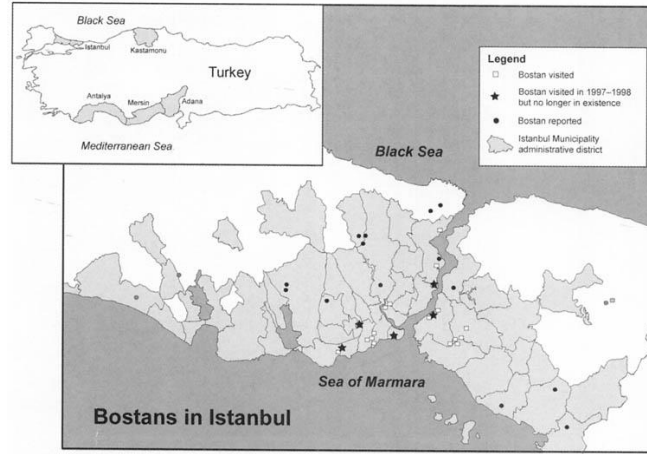 Black Sea
Istanbul
Kastamonu
Turkey
Antalya
Mersin
Adana
Mediterranean Sea
Legend
Bostan visited
Bostan visited in 1997–1998
but no longer in existence
Bostan reported
Istanbul Municipality
administrative district
Black Sea
Sea of Marmara
Bostans in Istanbul